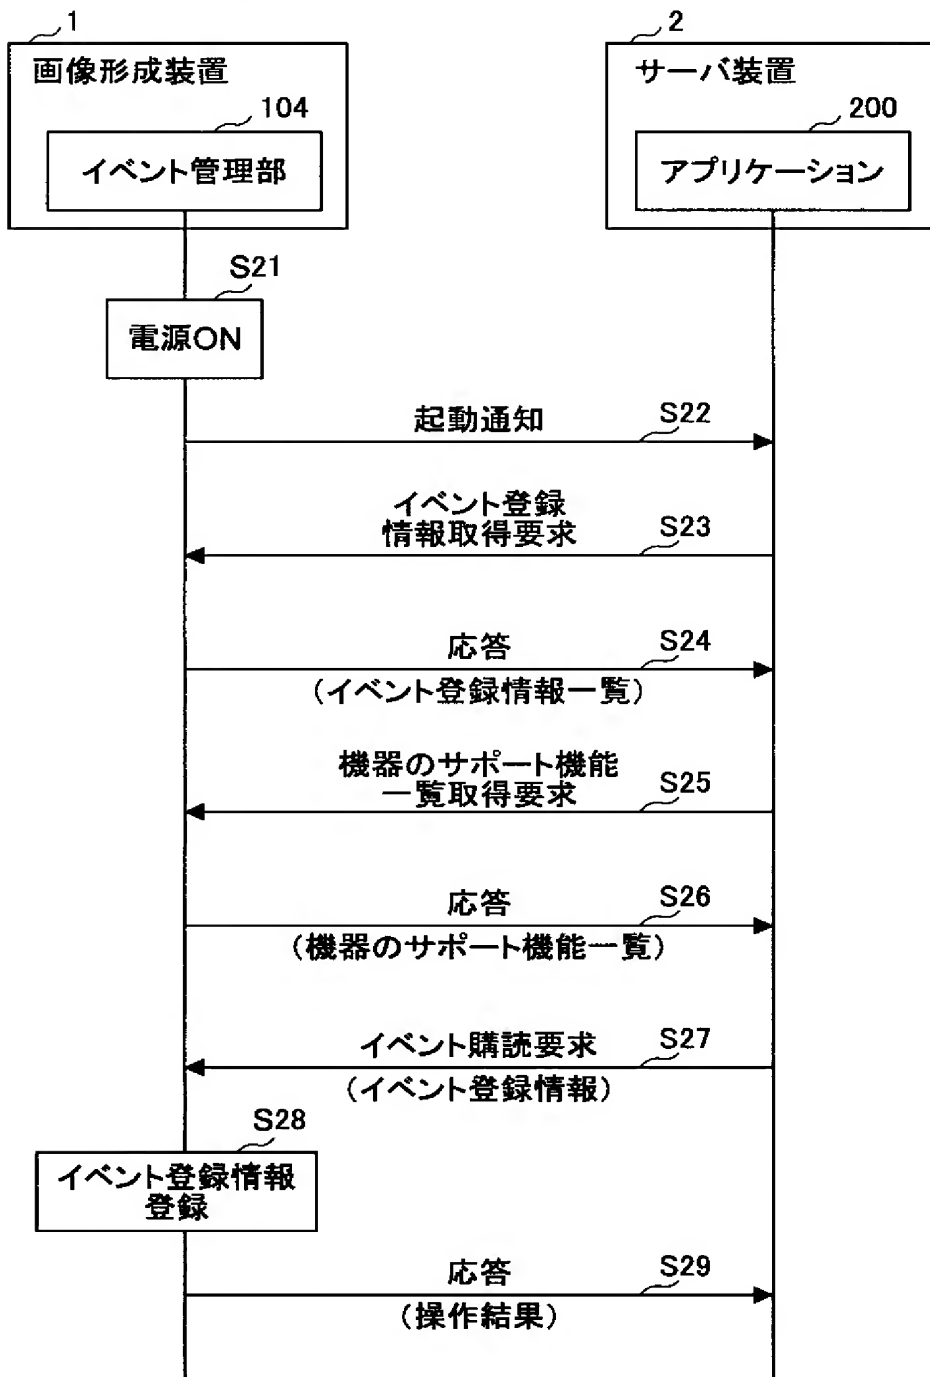 1
画像形成装置
104
イベント管理部
2
サーバ装置
200
アプリケーション
S21
電源ON
起動通知
S22
イベント登録
情報取得要求
S23
応答
S24
(イベント登録情報一覧)
機器のサポート機能
一覧取得要求
S25
応答
S26
(機器のサポート機能一覧)
イベント購読要求
S27
(イベント登録情報)
S28
イベント登録情報
登録
応答
S29
(操作結果)